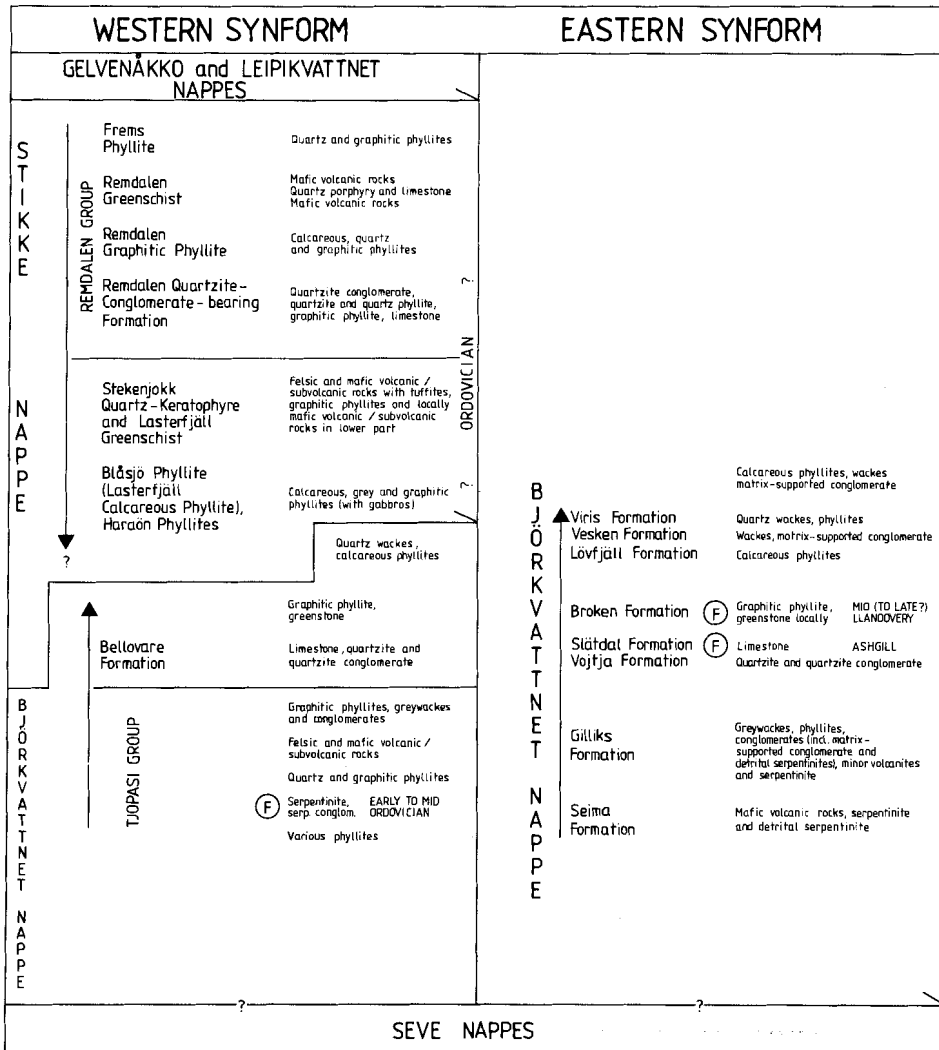 WESTERN SYNFORM
EASTERN SYNFORM
GELVENÅKKO and LEIPIKVATTNET
NAPPES
STIKKE NAPPE
REMDALEN GROUP
Frems
Phyllite
Quartz and graphitic phyllites
Remdalen
Greenschist
Mafic volcanic rocks
Quartz porphyry and limestone
Mafic volcanic rocks
Remdalen
Graphitic Phyllite
Calcareous, quartz
and graphitic phyllites
Remdalen Quartzite-
Conglomerate-bearing
Formation
Quartzite conglomerate,
quartzite and quartz phyllite,
graphitic phyllite, limestone
?
ORDOVICIAN
?
Stekenjokk
Quartz-Keratophyre
and Lasterfjäll
Greenschist
Felsic and mafic volcanic /
subvolcanic rocks with tuffites,
graphitic phyllites and locally
mafic volcanic / subvolcanic
rocks in lower part
Blåsjö Phyllite
(Lasterfjäll
Calcareous Phyllite),
Haraön Phyllites
Calcareous, grey and graphitic
phyllites (with gabbros)
?
Quartz wackes,
calcareous phyllites
Graphitic phyllite,
greenstone
Bellovare
Formation
Limestone, quartzite and
quartzite conglomerate
BJÖRKVATTNET NAPPE
TJOPASI GROUP
Graphitic phyllites, greywackes
and conglomerates
Felsic and mafic volcanic /
subvolcanic rocks
Quartz and graphitic phyllites
F
Serpentinite, EARLY TO MID
serp. conglom. ORDOVICIAN
Various phyllites
BJÖRKVATTNET NAPPE
Calcareous phyllites, wackes
matrix-supported conglomerate
Viris Formation
Quartz wackes, phyllites
Vesken Formation
Wackes, matrix-supported conglomerate
Lövfjäll Formation
Calcareous phyllites
Broken Formation
F
Graphitic phyllite, MID (TO LATE?)
greenstone locally LLANDOVERY
Slätdal Formation
F
Limestone ASHGILL
Vojtja Formation
Quartzite and quartzite conglomerate
Gilliks
Formation
Greywackes, phyllites,
conglomerates (incl. matrix-
supported conglomerate and
detrital serpentinites), minor volcanites
and serpentinite
Seima
Formation
Mafic volcanic rocks, serpentinite
and detrital serpentinite
?
?
SEVE NAPPES